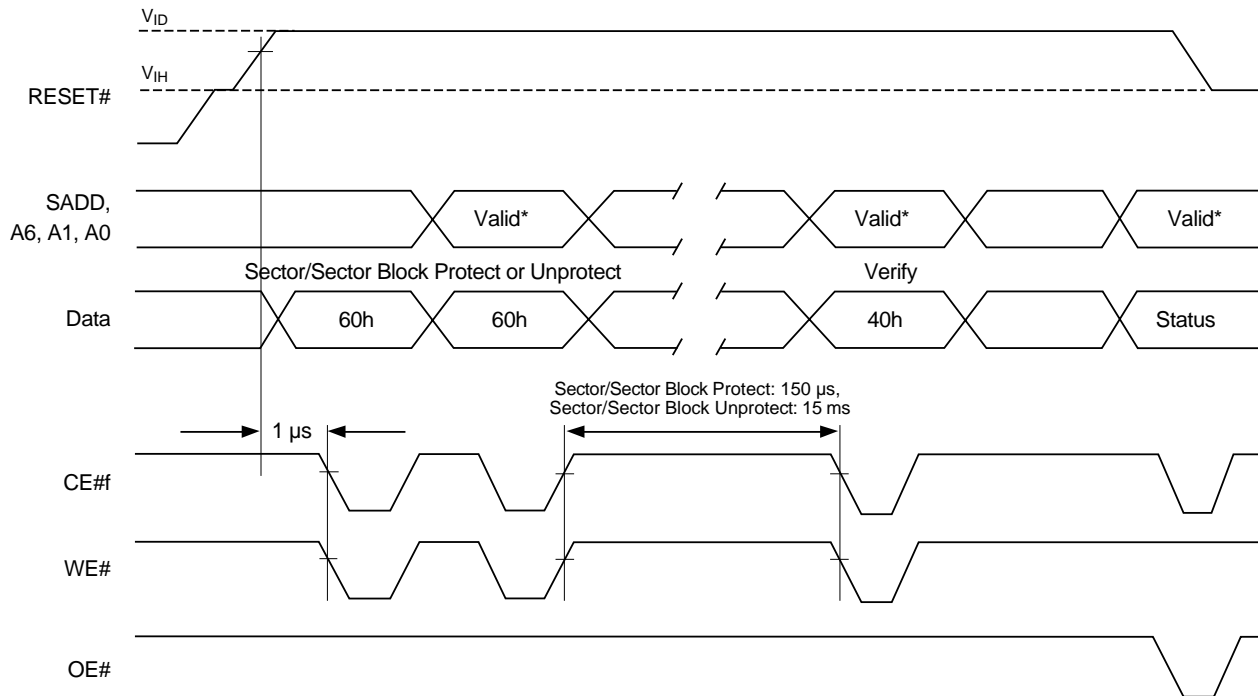 VID
VIH
RESET#
SADD,
A6, A1, A0
Valid*
Valid*
Valid*
Sector/Sector Block Protect or Unprotect
Verify
Data
60h
60h
40h
Status
Sector/Sector Block Protect: 150 µs,
Sector/Sector Block Unprotect: 15 ms
1 µs
CE#f
WE#
OE#